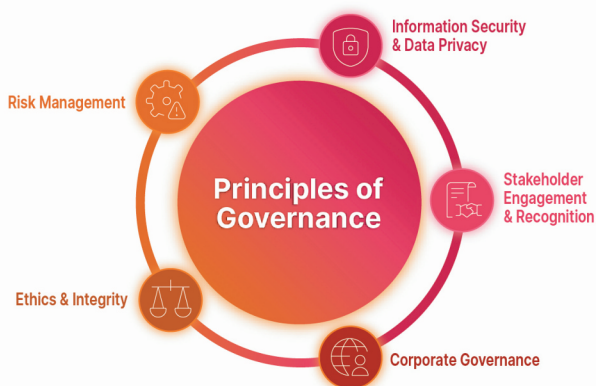 Information Security
& Data Privacy
Risk Management
Principles of
Governance
Stakeholder
Engagement
& Recognition
Ethics & Integrity
Corporate Governance